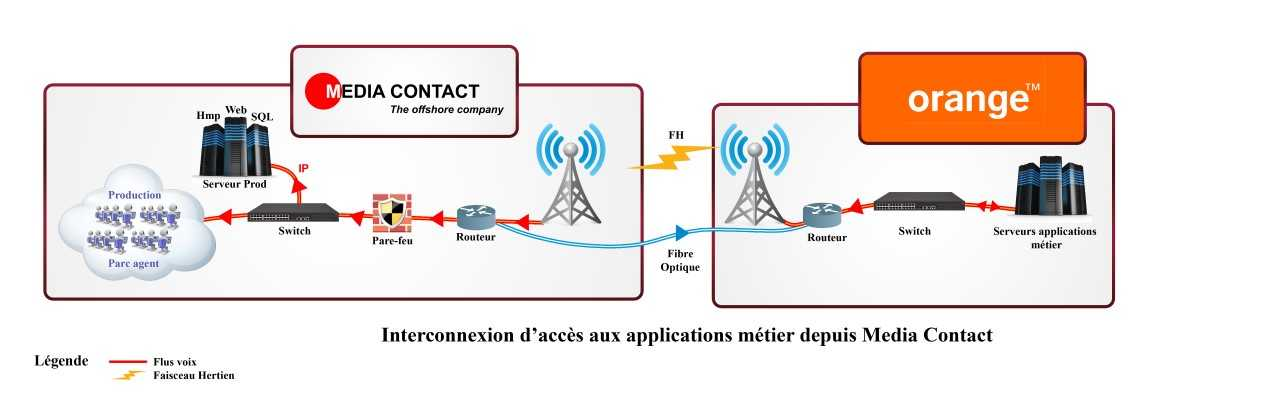 MEDIA CONTACT
The offshore company
orange™
Hmp Web SQL
Serveur Prod
IP
Production
Parc agent
Switch
Pare-feu
Routeur
FH
Fibre
Optique
Routeur
Switch
Serveurs applications
métier
Interconnexion d’accès aux applications métier depuis Media Contact
Légende
Flus voix
Faisceau Hertien